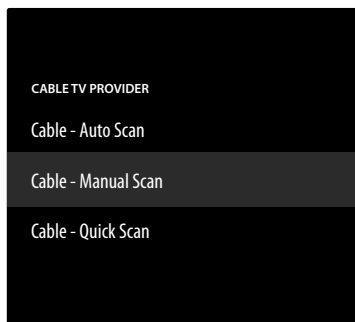 CABLE TV PROVIDER
Cable - Auto Scan
Cable - Manual Scan
Cable - Quick Scan